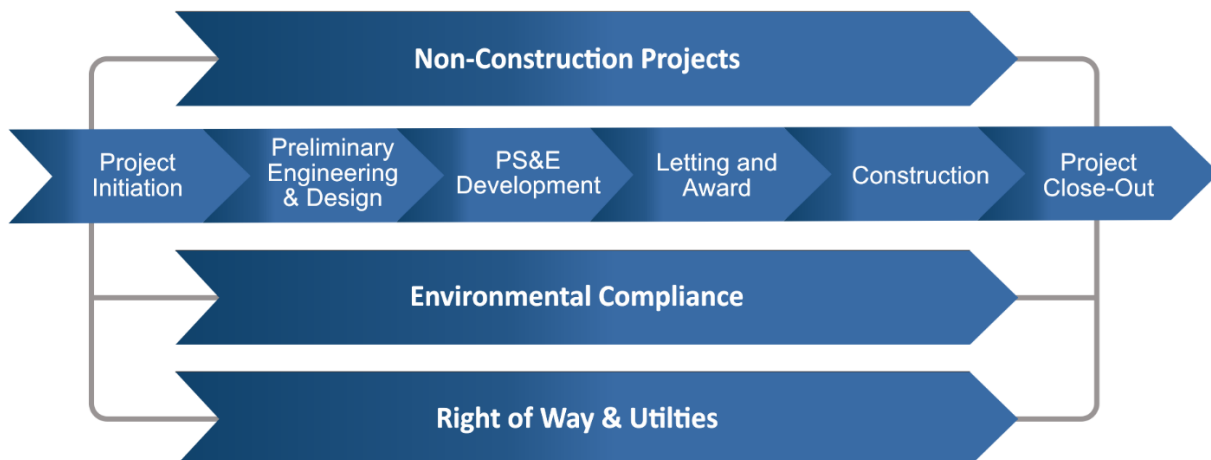 Non-Construction Projects
Project
Initiation
Preliminary
Engineering
& Design
PS&E
Development
Letting and
Award
Construction
Project
Close-Out
Environmental Compliance
Right of Way & Utilties